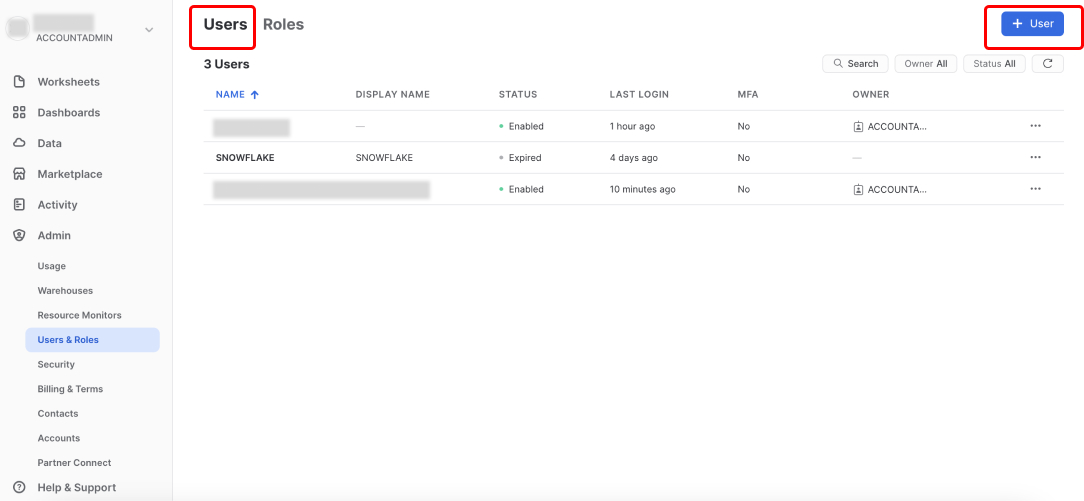 ACCOUNTADMIN
Worksheets
Dashboards
Data
Marketplace
Activity
Admin
Usage
Warehouses
Resource Monitors
Users & Roles
Security
Billing & Terms
Contacts
Accounts
Partner Connect
Help & Support
Users Roles
+ User
3 Users
Search Owner All Status All
NAME ↑ DISPLAY NAME STATUS LAST LOGIN MFA OWNER
— Enabled 1 hour ago No ACCOUNTA... ...
SNOWFLAKE SNOWFLAKE Expired 4 days ago No — ...
Enabled 10 minutes ago No ACCOUNTA... ...